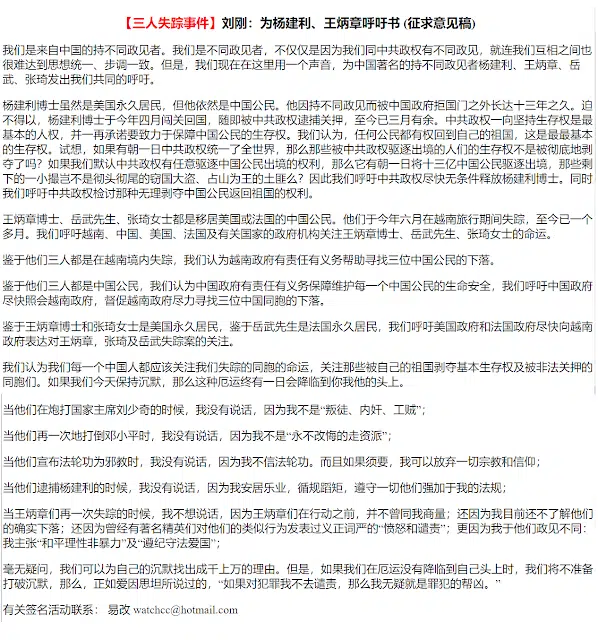 【三人失踪事件】刘刚：为杨建利、王炳章呼吁书 (征求意见稿)
我们是来自中国的持不同政见者。我们是不同政见者，不仅仅是因为我们同中共政权有不同政见，就连我们互相之间也
很难达到思想统一、步调一致。但是，我们现在在这里用一个声音，为中国著名的持不同政见者杨建利、王炳章、岳
武、张琦发出我们共同的呼吁。
杨建利博士虽然是美国永久居民，但他依然是中国公民。他因持不同政见而被中国政府拒国门之外长达十三年之久。迫
不得以，杨建利博士于今年四月闯关回国，随即被中共政权逮捕关押，至今已三月有余。中共政权一向坚持生存权是最
基本的人权，并一再承诺要致力于保障中国公民的生存权。我们认为，任何公民都有权回到自己的祖国，这是最最基本
的生存权。试想，如果有朝一日中共政权统一了全世界，那么那些被中共政权驱逐出境的人们的生存权不是被彻底地剥
夺了吗？如果我们默认中共政权有任意驱逐中国公民出境的权利，那么它有朝一日将十三亿中国公民驱逐出境，那些剩
下的一小撮岂不是彻头彻尾的窃国大盗、占山为王的土匪么？因此我们呼吁中共政权尽快无条件释放杨建利博士。同时
我们呼吁中共政权检讨那种无理剥夺中国公民返回祖国的权利。
王炳章博士、岳武先生、张琦女士都是移居美国或法国的中国公民。他们于今年六月在越南旅行期间失踪，至今已一个
多月。我们呼吁越南、中国、美国、法国及有关国家的政府机构关注王炳章博士、岳武先生、张琦女士的命运。
鉴于他们三人都是在越南境内失踪，我们认为越南政府有责任有义务帮助寻找三位中国公民的下落。
鉴于他们三人都是中国公民，我们认为中国政府有责任有义务保障维护每一个中国公民的生命安全，我们呼吁中国政府
尽快照会越南政府，督促越南政府尽力寻找三位中国同胞的下落。
鉴于王炳章博士和张琦女士是美国永久居民，鉴于岳武先生是法国永久居民，我们呼吁美国政府和法国政府尽快向越南
政府表达对王炳章，张琦及岳武失踪案的关注。
我们认为我们每一个中国人都应该关注我们失踪的同胞的命运，关注那些被自己的祖国剥夺基本生存权及被非法关押的
同胞们。如果我们今天保持沉默，那么这种厄运终有一日会降临到你我他的头上。
当他们在炮打国家主席刘少奇的时候，我没有说话，因为我不是“叛徒、内奸、工贼”；
当他们再一次地打倒邓小平时，我没有说话，因为我不是“永不改悔的走资派”；
当他们宣布法轮功为邪教时，我没有说话，因为我不信法轮功。而且如果须要，我可以放弃一切宗教和信仰；
当他们逮捕杨建利的时候，我没有说话，因为我安居乐业，循规蹈矩，遵守一切他们强加于我的法规；
当王炳章们再一次失踪的时候，我不想说话，因为王炳章们在行动之前，并不曾同我商量；还因为我目前还不了解他们
的确实下落；还因为曾经有著名精英们对他们的类似行为发表过义正词严的“愤怒和谴责”；更因为我于他们政见不同：
我主张“和平理性非暴力”及“遵纪守法爱国”；
毫无疑问，我们可以为自己的沉默找出成千上万的理由。但是，如果我们在厄运没有降临到自己头上时，我们将不准备
打破沉默，那么，正如爱因思坦所说过的，“如果对犯罪我不去谴责，那么我无疑就是罪犯的帮凶。”
有关签名活动联系： 易改 watchcc@hotmail.com